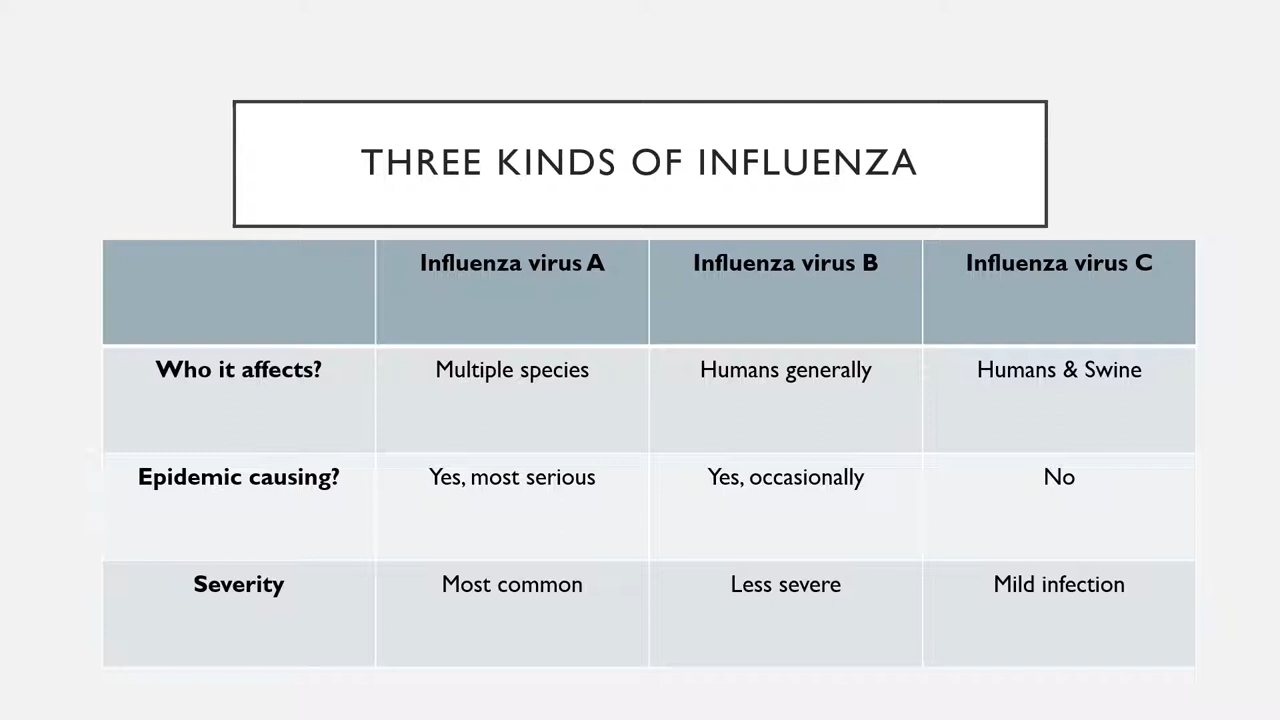 THREE KINDS OF INFLUENZA
Influenza virus A Influenza virus B Influenza virus C
Who it affects? Multiple species Humans generally Humans & Swine
Epidemic causing? Yes, most serious Yes, occasionally No
Severity Most common Less severe Mild infection